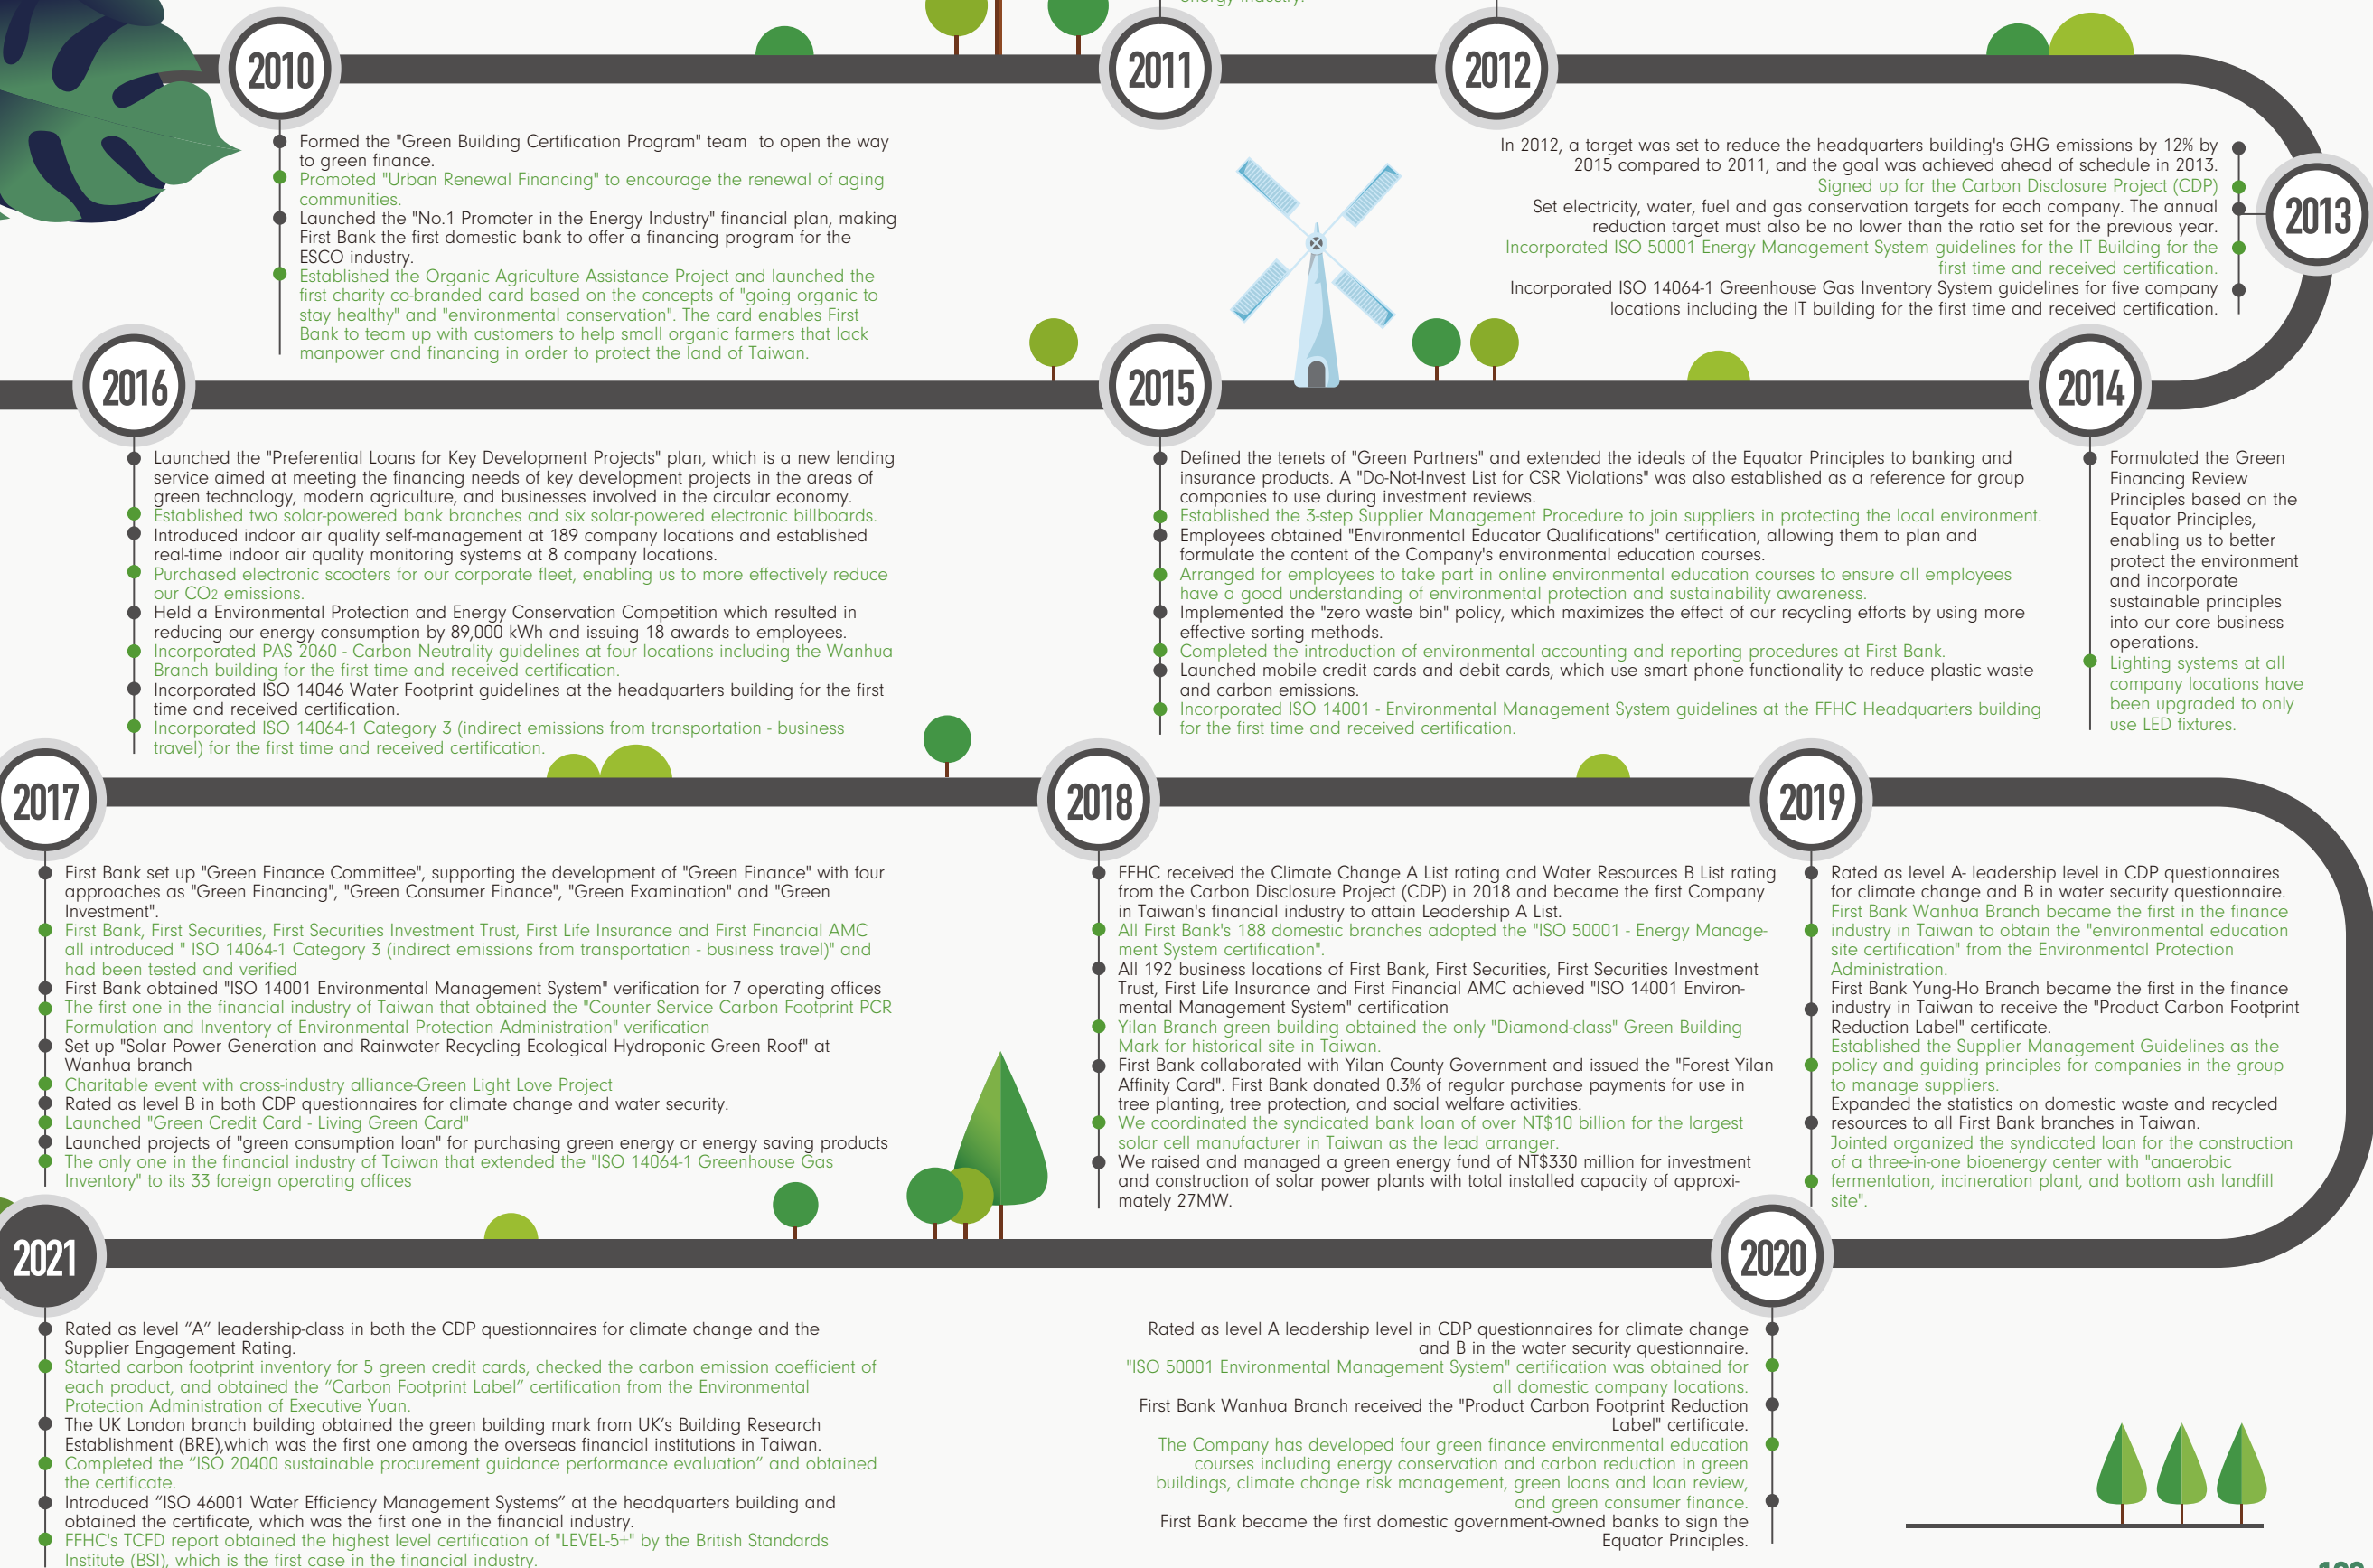 energy industry.
2010
2011
2012
Formed the "Green Building Certification Program" team  to open the way
to green finance.
Promoted "Urban Renewal Financing" to encourage the renewal of aging
communities.
Launched the "No.1 Promoter in the Energy Industry" financial plan, making
First Bank the first domestic bank to offer a financing program for the
ESCO industry.
Established the Organic Agriculture Assistance Project and launched the
first charity co-branded card based on the concepts of "going organic to
stay healthy" and "environmental conservation". The card enables First
Bank to team up with customers to help small organic farmers that lack
manpower and financing in order to protect the land of Taiwan.
2013
In 2012, a target was set to reduce the headquarters building's GHG emissions by 12% by
2015 compared to 2011, and the goal was achieved ahead of schedule in 2013.
Signed up for the Carbon Disclosure Project (CDP)
Set electricity, water, fuel and gas conservation targets for each company. The annual
reduction target must also be no lower than the ratio set for the previous year.
Incorporated ISO 50001 Energy Management System guidelines for the IT Building for the
first time and received certification.
Incorporated ISO 14064-1 Greenhouse Gas Inventory System guidelines for five company
locations including the IT building for the first time and received certification.
2014
Formulated the Green
Financing Review
Principles based on the
Equator Principles,
enabling us to better
protect the environment
and incorporate
sustainable principles
into our core business
operations.
Lighting systems at all
company locations have
been upgraded to only
use LED fixtures.
2015
Defined the tenets of "Green Partners" and extended the ideals of the Equator Principles to banking and
insurance products. A "Do-Not-Invest List for CSR Violations" was also established as a reference for group
companies to use during investment reviews.
Established the 3-step Supplier Management Procedure to join suppliers in protecting the local environment.
Employees obtained "Environmental Educator Qualifications" certification, allowing them to plan and
formulate the content of the Company's environmental education courses.
Arranged for employees to take part in online environmental education courses to ensure all employees
have a good understanding of environmental protection and sustainability awareness.
Implemented the "zero waste bin" policy, which maximizes the effect of our recycling efforts by using more
effective sorting methods.
Completed the introduction of environmental accounting and reporting procedures at First Bank.
Launched mobile credit cards and debit cards, which use smart phone functionality to reduce plastic waste
and carbon emissions.
Incorporated ISO 14001 - Environmental Management System guidelines at the FFHC Headquarters building
for the first time and received certification.
2016
Launched the "Preferential Loans for Key Development Projects" plan, which is a new lending
service aimed at meeting the financing needs of key development projects in the areas of
green technology, modern agriculture, and businesses involved in the circular economy.
Established two solar-powered bank branches and six solar-powered electronic billboards.
Introduced indoor air quality self-management at 189 company locations and established
real-time indoor air quality monitoring systems at 8 company locations.
Purchased electronic scooters for our corporate fleet, enabling us to more effectively reduce
our CO2 emissions.
Held a Environmental Protection and Energy Conservation Competition which resulted in
reducing our energy consumption by 89,000 kWh and issuing 18 awards to employees.
Incorporated PAS 2060 - Carbon Neutrality guidelines at four locations including the Wanhua
Branch building for the first time and received certification.
Incorporated ISO 14046 Water Footprint guidelines at the headquarters building for the first
time and received certification.
Incorporated ISO 14064-1 Category 3 (indirect emissions from transportation - business
travel) for the first time and received certification.
2017
First Bank set up "Green Finance Committee", supporting the development of "Green Finance" with four
approaches as "Green Financing", "Green Consumer Finance", "Green Examination" and "Green
Investment".
First Bank, First Securities, First Securities Investment Trust, First Life Insurance and First Financial AMC
all introduced " ISO 14064-1 Category 3 (indirect emissions from transportation - business travel)" and
had been tested and verified
First Bank obtained "ISO 14001 Environmental Management System" verification for 7 operating offices
The first one in the financial industry of Taiwan that obtained the "Counter Service Carbon Footprint PCR
Formulation and Inventory of Environmental Protection Administration" verification
Set up "Solar Power Generation and Rainwater Recycling Ecological Hydroponic Green Roof" at
Wanhua branch
Charitable event with cross-industry alliance-Green Light Love Project
Rated as level B in both CDP questionnaires for climate change and water security.
Launched "Green Credit Card - Living Green Card"
Launched projects of "green consumption loan" for purchasing green energy or energy saving products
The only one in the financial industry of Taiwan that extended the "ISO 14064-1 Greenhouse Gas
Inventory" to its 33 foreign operating offices
2018
FFHC received the Climate Change A List rating and Water Resources B List rating
from the Carbon Disclosure Project (CDP) in 2018 and became the first Company
in Taiwan's financial industry to attain Leadership A List.
All First Bank's 188 domestic branches adopted the "ISO 50001 - Energy Manage-
ment System certification".
All 192 business locations of First Bank, First Securities, First Securities Investment
Trust, First Life Insurance and First Financial AMC achieved "ISO 14001 Environ-
mental Management System" certification
Yilan Branch green building obtained the only "Diamond-class" Green Building
Mark for historical site in Taiwan.
First Bank collaborated with Yilan County Government and issued the "Forest Yilan
Affinity Card". First Bank donated 0.3% of regular purchase payments for use in
tree planting, tree protection, and social welfare activities.
We coordinated the syndicated bank loan of over NT$10 billion for the largest
solar cell manufacturer in Taiwan as the lead arranger.
We raised and managed a green energy fund of NT$330 million for investment
and construction of solar power plants with total installed capacity of approxi-
mately 27MW.
2019
Rated as level A- leadership level in CDP questionnaires
for climate change and B in water security questionnaire.
First Bank Wanhua Branch became the first in the finance
industry in Taiwan to obtain the "environmental education
site certification" from the Environmental Protection
Administration.
First Bank Yung-Ho Branch became the first in the finance
industry in Taiwan to receive the "Product Carbon Footprint
Reduction Label" certificate.
Established the Supplier Management Guidelines as the
policy and guiding principles for companies in the group
to manage suppliers.
Expanded the statistics on domestic waste and recycled
resources to all First Bank branches in Taiwan.
Jointed organized the syndicated loan for the construction
of a three-in-one bioenergy center with "anaerobic
fermentation, incineration plant, and bottom ash landfill
site".
2020
Rated as level A leadership level in CDP questionnaires for climate change
and B in the water security questionnaire.
"ISO 50001 Environmental Management System" certification was obtained for
all domestic company locations.
First Bank Wanhua Branch received the "Product Carbon Footprint Reduction
Label" certificate.
The Company has developed four green finance environmental education
courses including energy conservation and carbon reduction in green
buildings, climate change risk management, green loans and loan review,
and green consumer finance.
First Bank became the first domestic government-owned banks to sign the
Equator Principles.
2021
Rated as level “A” leadership-class in both the CDP questionnaires for climate change and the
Supplier Engagement Rating.
Started carbon footprint inventory for 5 green credit cards, checked the carbon emission coefficient of
each product, and obtained the “Carbon Footprint Label” certification from the Environmental
Protection Administration of Executive Yuan.
The UK London branch building obtained the green building mark from UK’s Building Research
Establishment (BRE),which was the first one among the overseas financial institutions in Taiwan.
Completed the “ISO 20400 sustainable procurement guidance performance evaluation” and obtained
the certificate.
Introduced “ISO 46001 Water Efficiency Management Systems” at the headquarters building and
obtained the certificate, which was the first one in the financial industry.
FFHC's TCFD report obtained the highest level certification of "LEVEL-5+" by the British Standards
Institute (BSI), which is the first case in the financial industry.